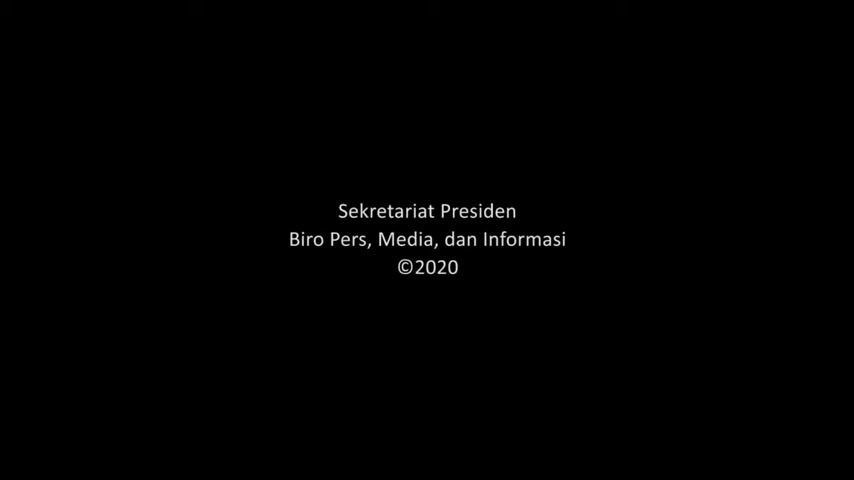 Sekretariat Presiden
Biro Pers, Media, dan Informasi
©2020